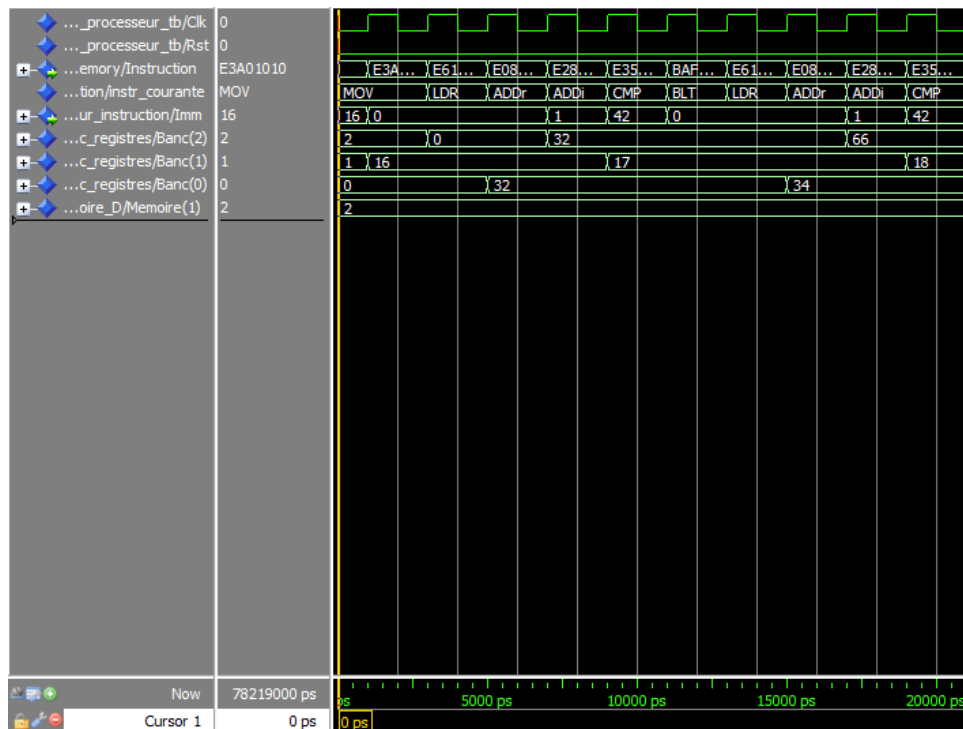 ..._processeur_tb/Clk 0
..._processeur_tb/Rst 0
...emory/Instruction E3A01010 E3A... E61... E08... E28... E35... BAF... E61... E08... E28... E35...
...tion/instr_courante MOV MOV LDR ADDr ADDi CMP BLT LDR ADDr ADDi CMP
...ur_instruction/Imm 16 16 0 1 42 0 1 42
...c_registres/Banc(2) 2 2 0 32 66
...c_registres/Banc(1) 1 1 16 17 18
...c_registres/Banc(0) 0 0 32 34
...oire_D/Memoire(1) 2 2
Now 78219000 ps ps 5000 ps 10000 ps 15000 ps 20000 ps
Cursor 1 0 ps 0 ps